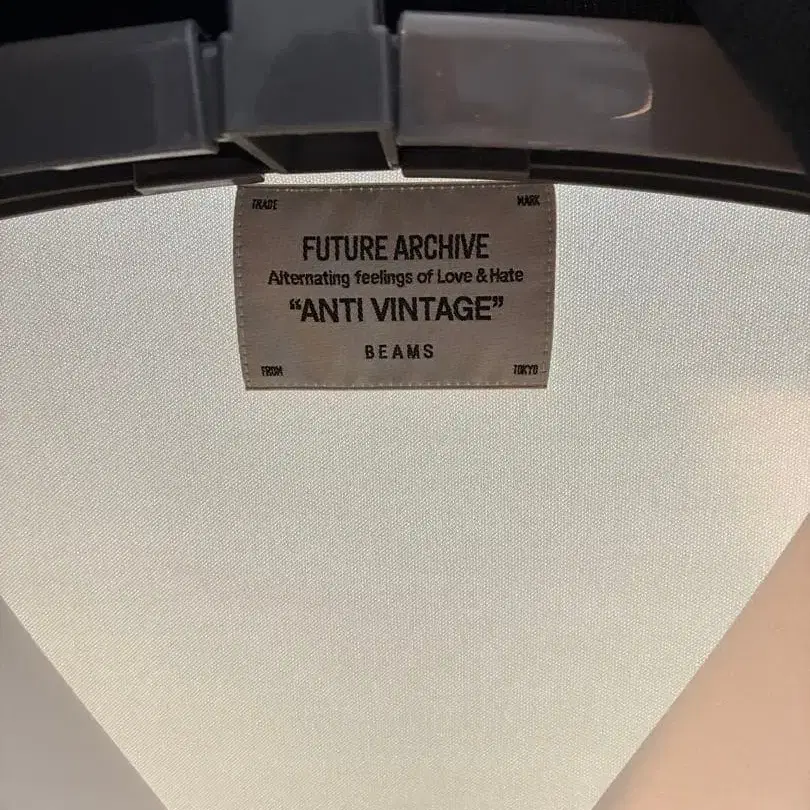 TRADE MARK
FUTURE ARCHIVE
Alternating feelings of Love & Hate
“ANTI VINTAGE”
BEAMS
FROM TOKYO